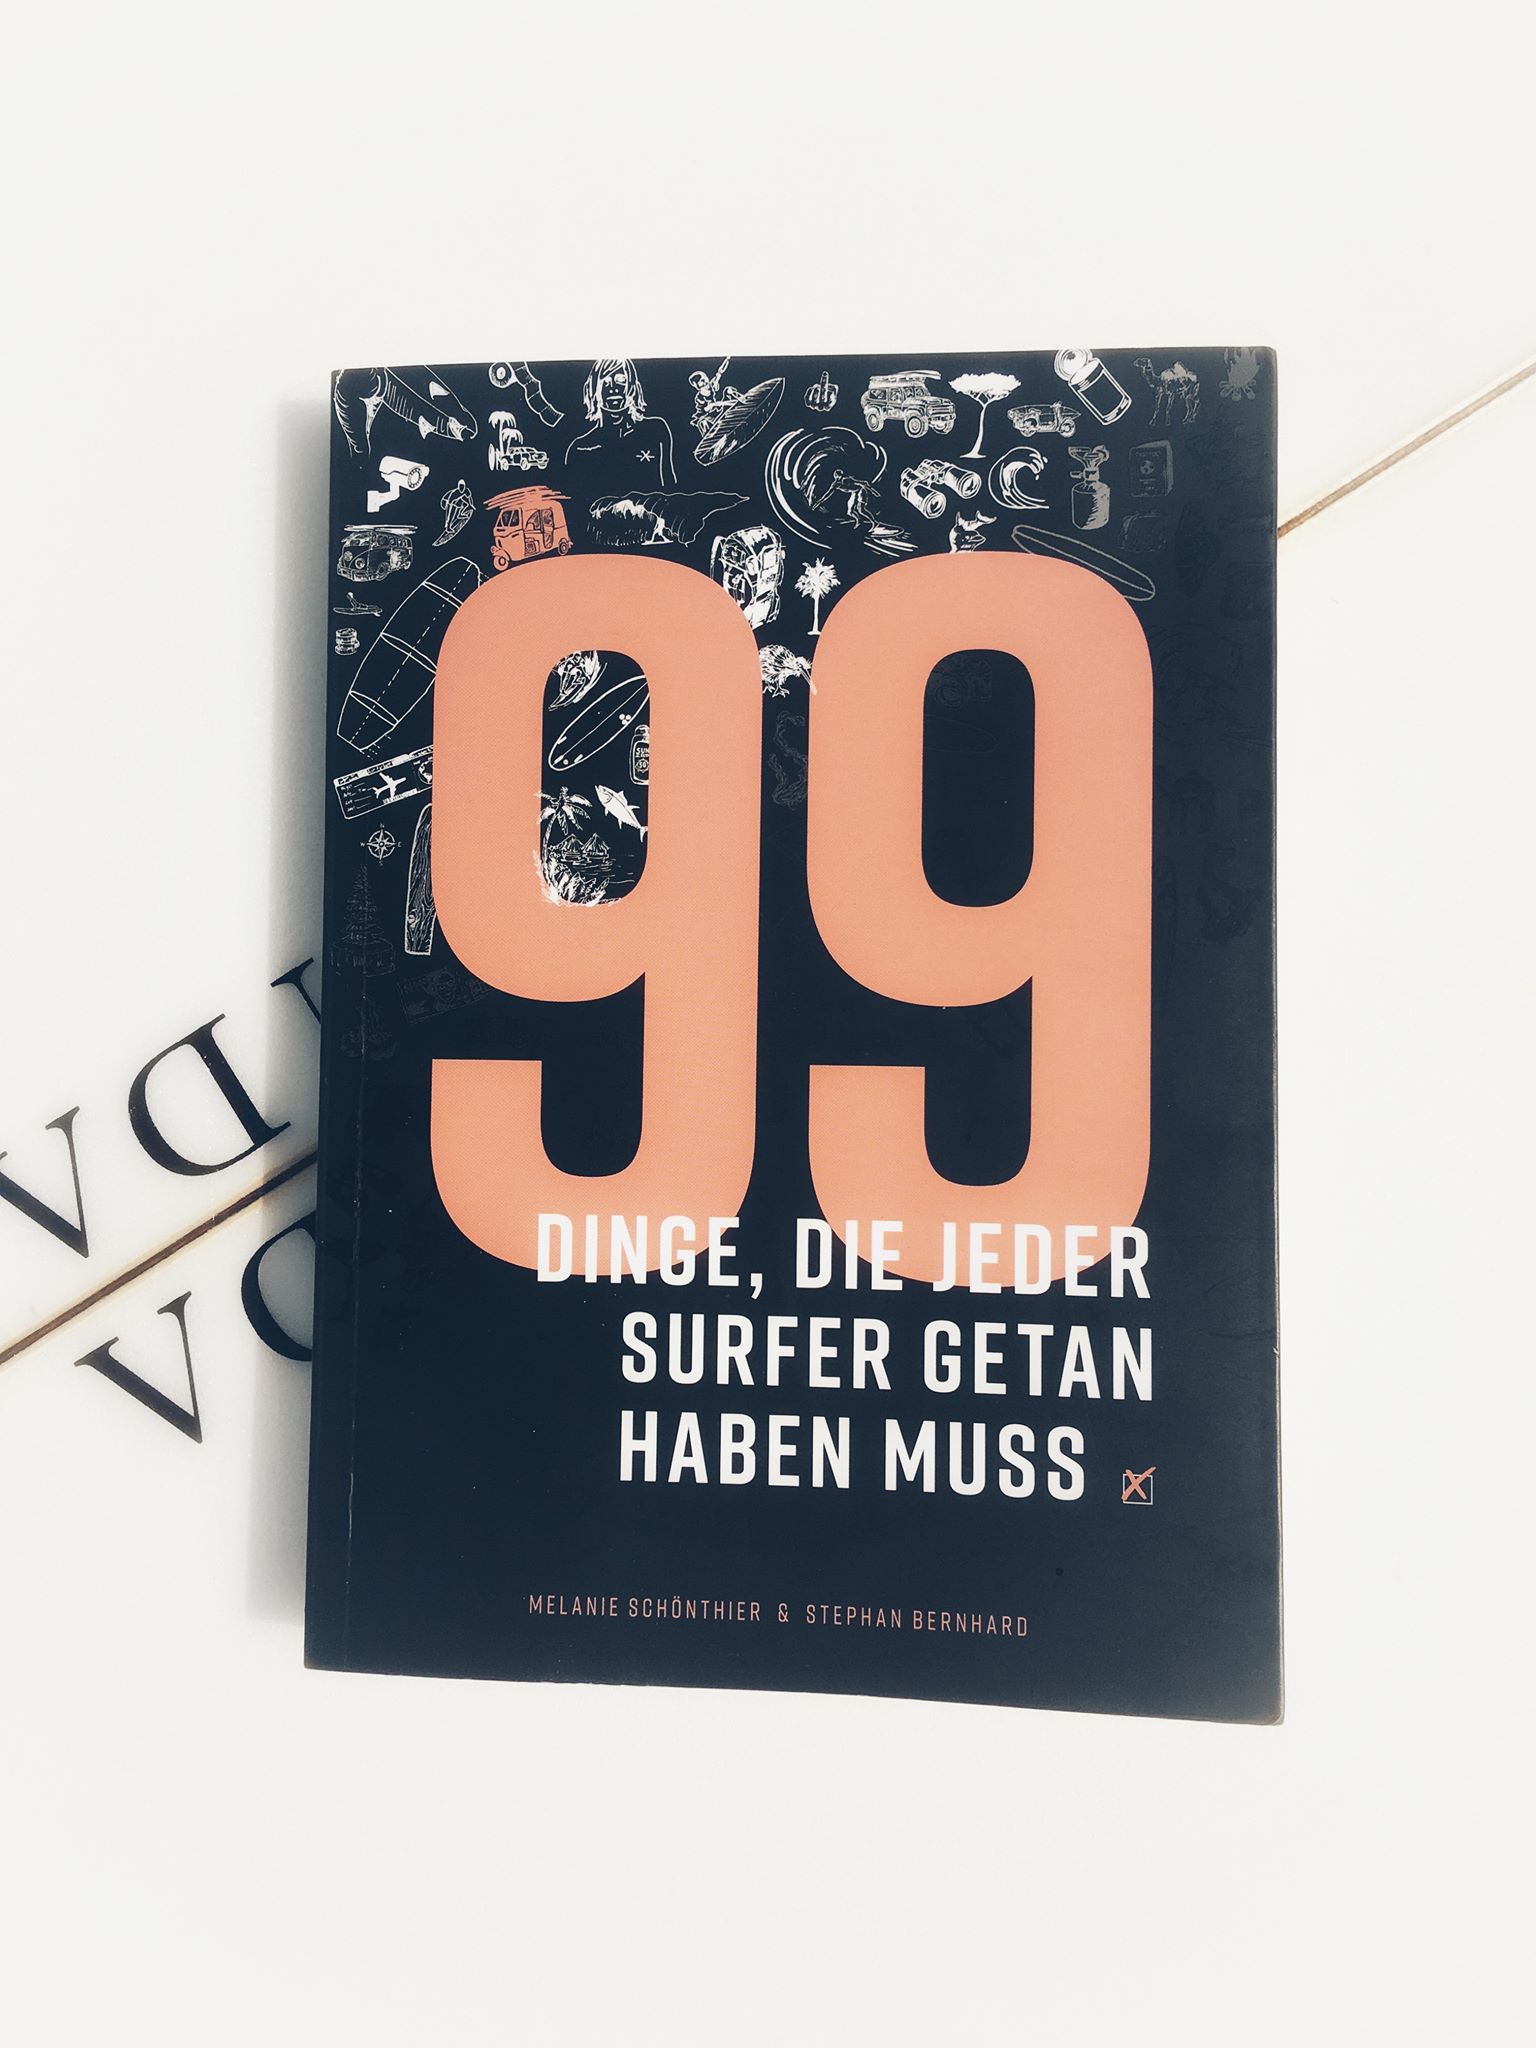 99
DINGE, DIE JEDER
SURFER GETAN
HABEN MUSS
MELANIE SCHÖNTHIER & STEPHAN BERNHARD